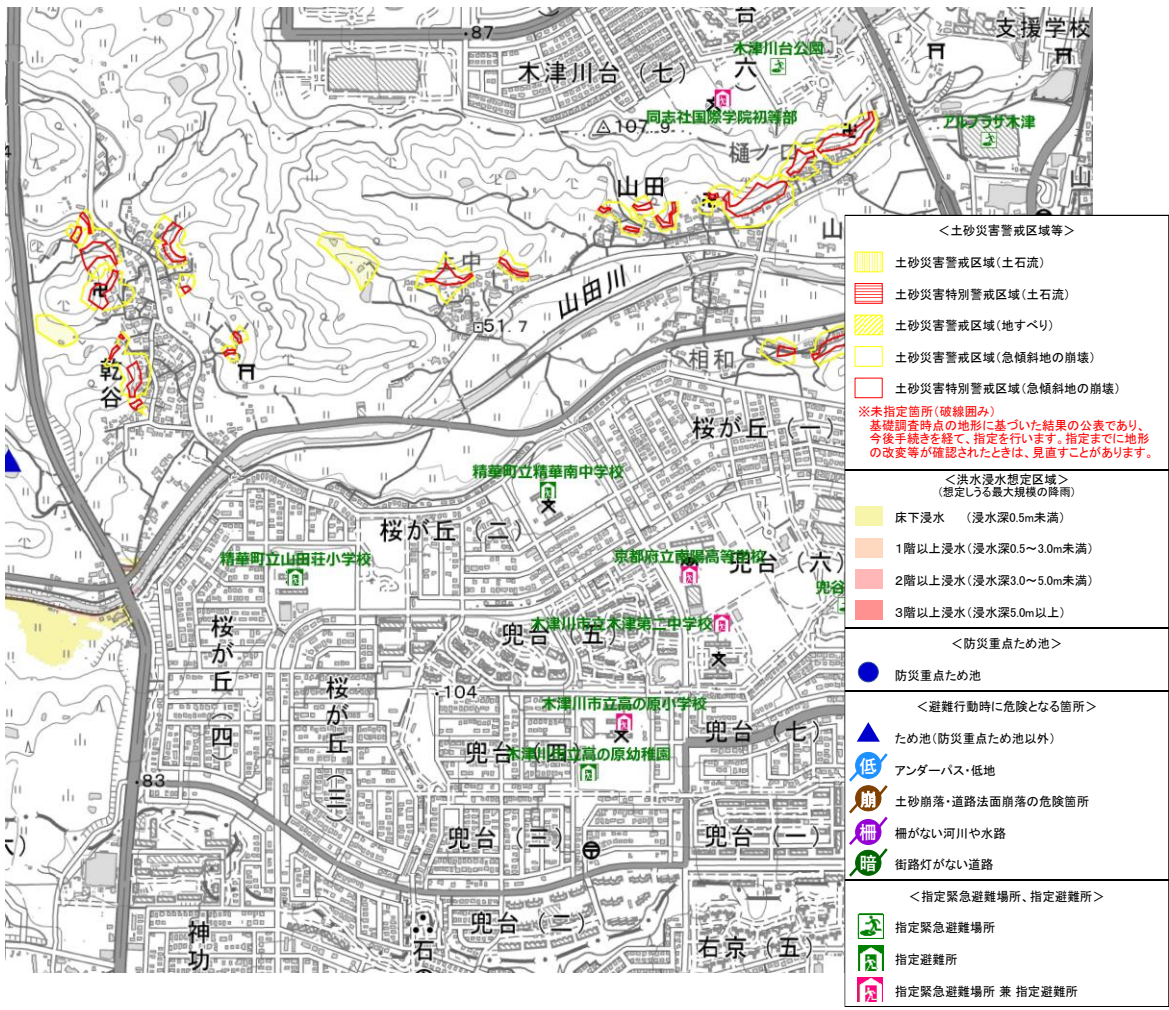 台
支援学校
・87
木津川台公園
木津川台（七）
六）
同志社国際学院初等部
107.9
アルプラザ木津
樋ノ口
山田
山
山
中
山田川
51.7
相和
乾谷
桜が丘（一）
精華町立精華南中学校
桜が丘（二）
京都府立南陽高等学校
精華町立山田荘小学校
兜台（六）
兜谷
木津川市立木津第二中学校
兜台（五）
桜が丘（四）
桜が丘（三）
・104
木津川市立高の原小学校
兜台（七）
木津川市立高の原幼稚園
兜台
・83
兜台（三）
兜台（一）
兜台（二）
神功
石
右京（五）
＜土砂災害警戒区域等＞
土砂災害警戒区域（土石流）
土砂災害特別警戒区域（土石流）
土砂災害警戒区域（地すべり）
土砂災害警戒区域（急傾斜地の崩壊）
土砂災害特別警戒区域（急傾斜地の崩壊）
※未指定箇所（破線囲み）
基礎調査時点の地形に基づいた結果の公表であり、
今後手続きを経て、指定を行います。指定までに地形
の改変等が確認されたときは、見直すことがあります。
＜洪水浸水想定区域＞
（想定しうる最大規模の降雨）
床下浸水　（浸水深0.5m未満）
1階以上浸水（浸水深0.5～3.0m未満）
2階以上浸水（浸水深3.0～5.0m未満）
3階以上浸水（浸水深5.0m以上）
＜防災重点ため池＞
防災重点ため池
＜避難行動時に危険となる箇所＞
ため池（防災重点ため池以外）
低 アンダーパス・低地
崩 土砂崩落・道路法面崩落の危険箇所
柵 柵がない河川や水路
暗 街路灯がない道路
＜指定緊急避難場所、指定避難所＞
指定緊急避難場所
指定避難所
指定緊急避難場所 兼 指定避難所